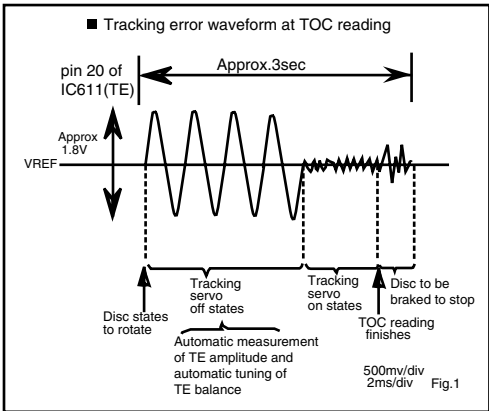 ■ Tracking error waveform at TOC reading
pin 20 of
IC611(TE)
Approx.3sec
Approx
1.8V
VREF
Disc states
to rotate
Tracking
servo
off states
Automatic measurement
of TE amplitude and
automatic tuning of
TE balance
Tracking
servo
on states
Disc to be
braked to stop
TOC reading
finishes
500mv/div
2ms/div
Fig.1